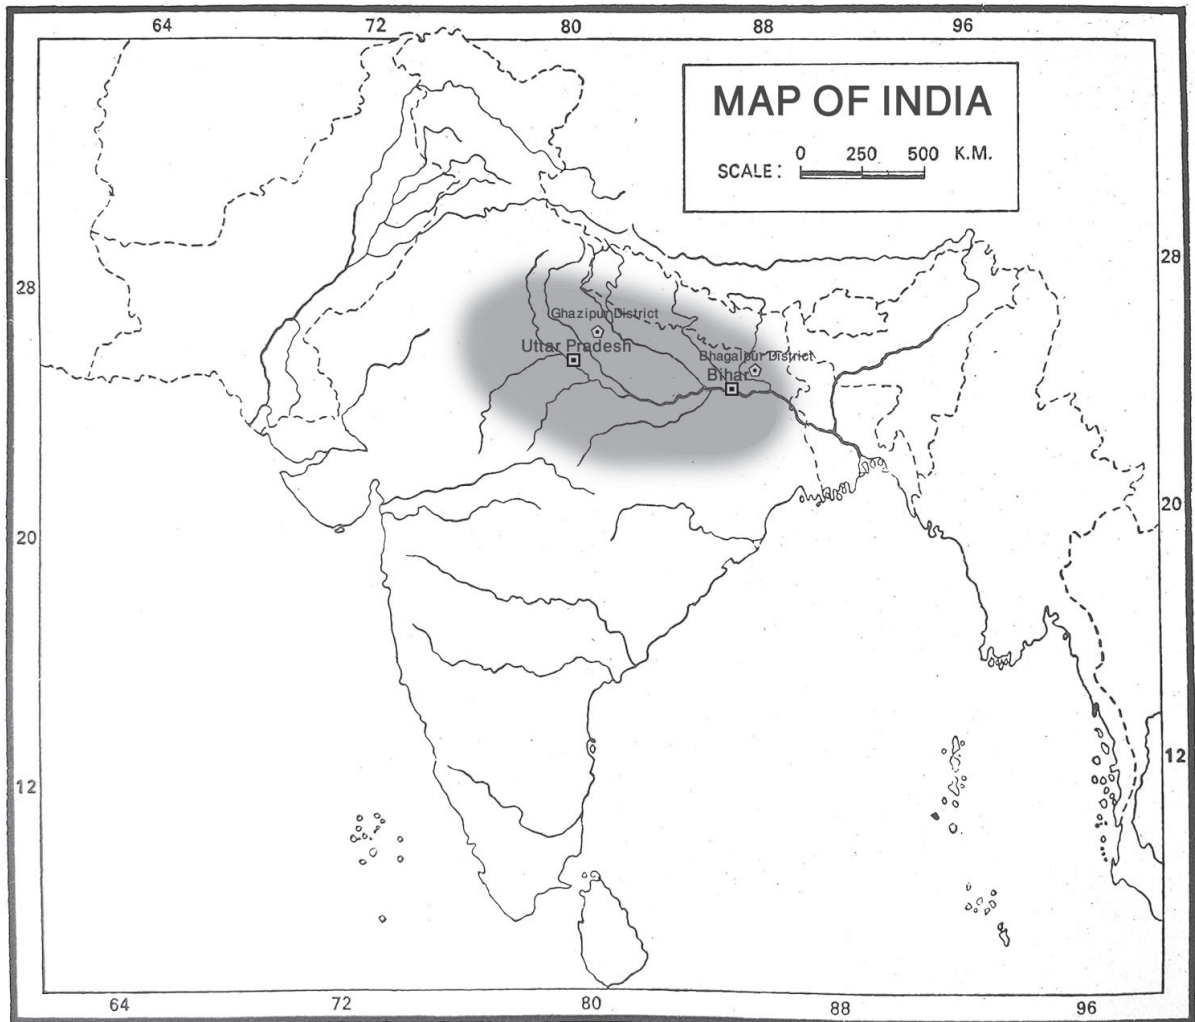 64 72 80 88 96
MAP OF INDIA
0 250 500 K.M.
SCALE :
28
28
Ghazipur District
Uttar Pradesh
Bhagalpur District
Bihar
20
20
12
12
64 72 80 88 96